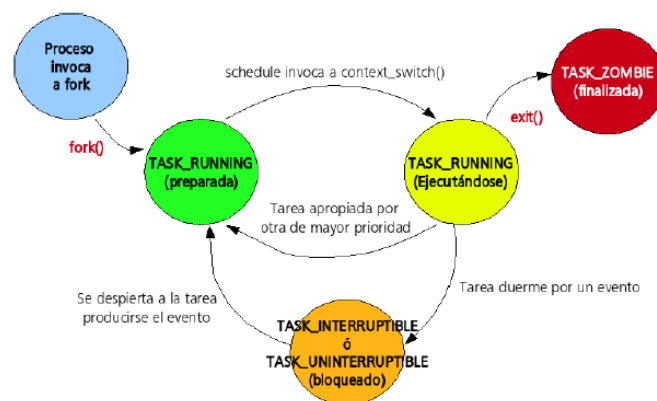 Proceso
invoca
a fork
schedule invoca a context_switch()
TASK_ZOMBIE
(finalizada)
fork()
exit()
TASK_RUNNING
(preparada)
TASK_RUNNING
(Ejecutándose)
Tarea apropiada por
otra de mayor prioridad
Se despierta a la tarea
producirse el evento
Tarea duerme por un evento
TASK_INTERRUPTIBLE
ó
TASK_UNINTERRUPTIBLE
(bloqueado)